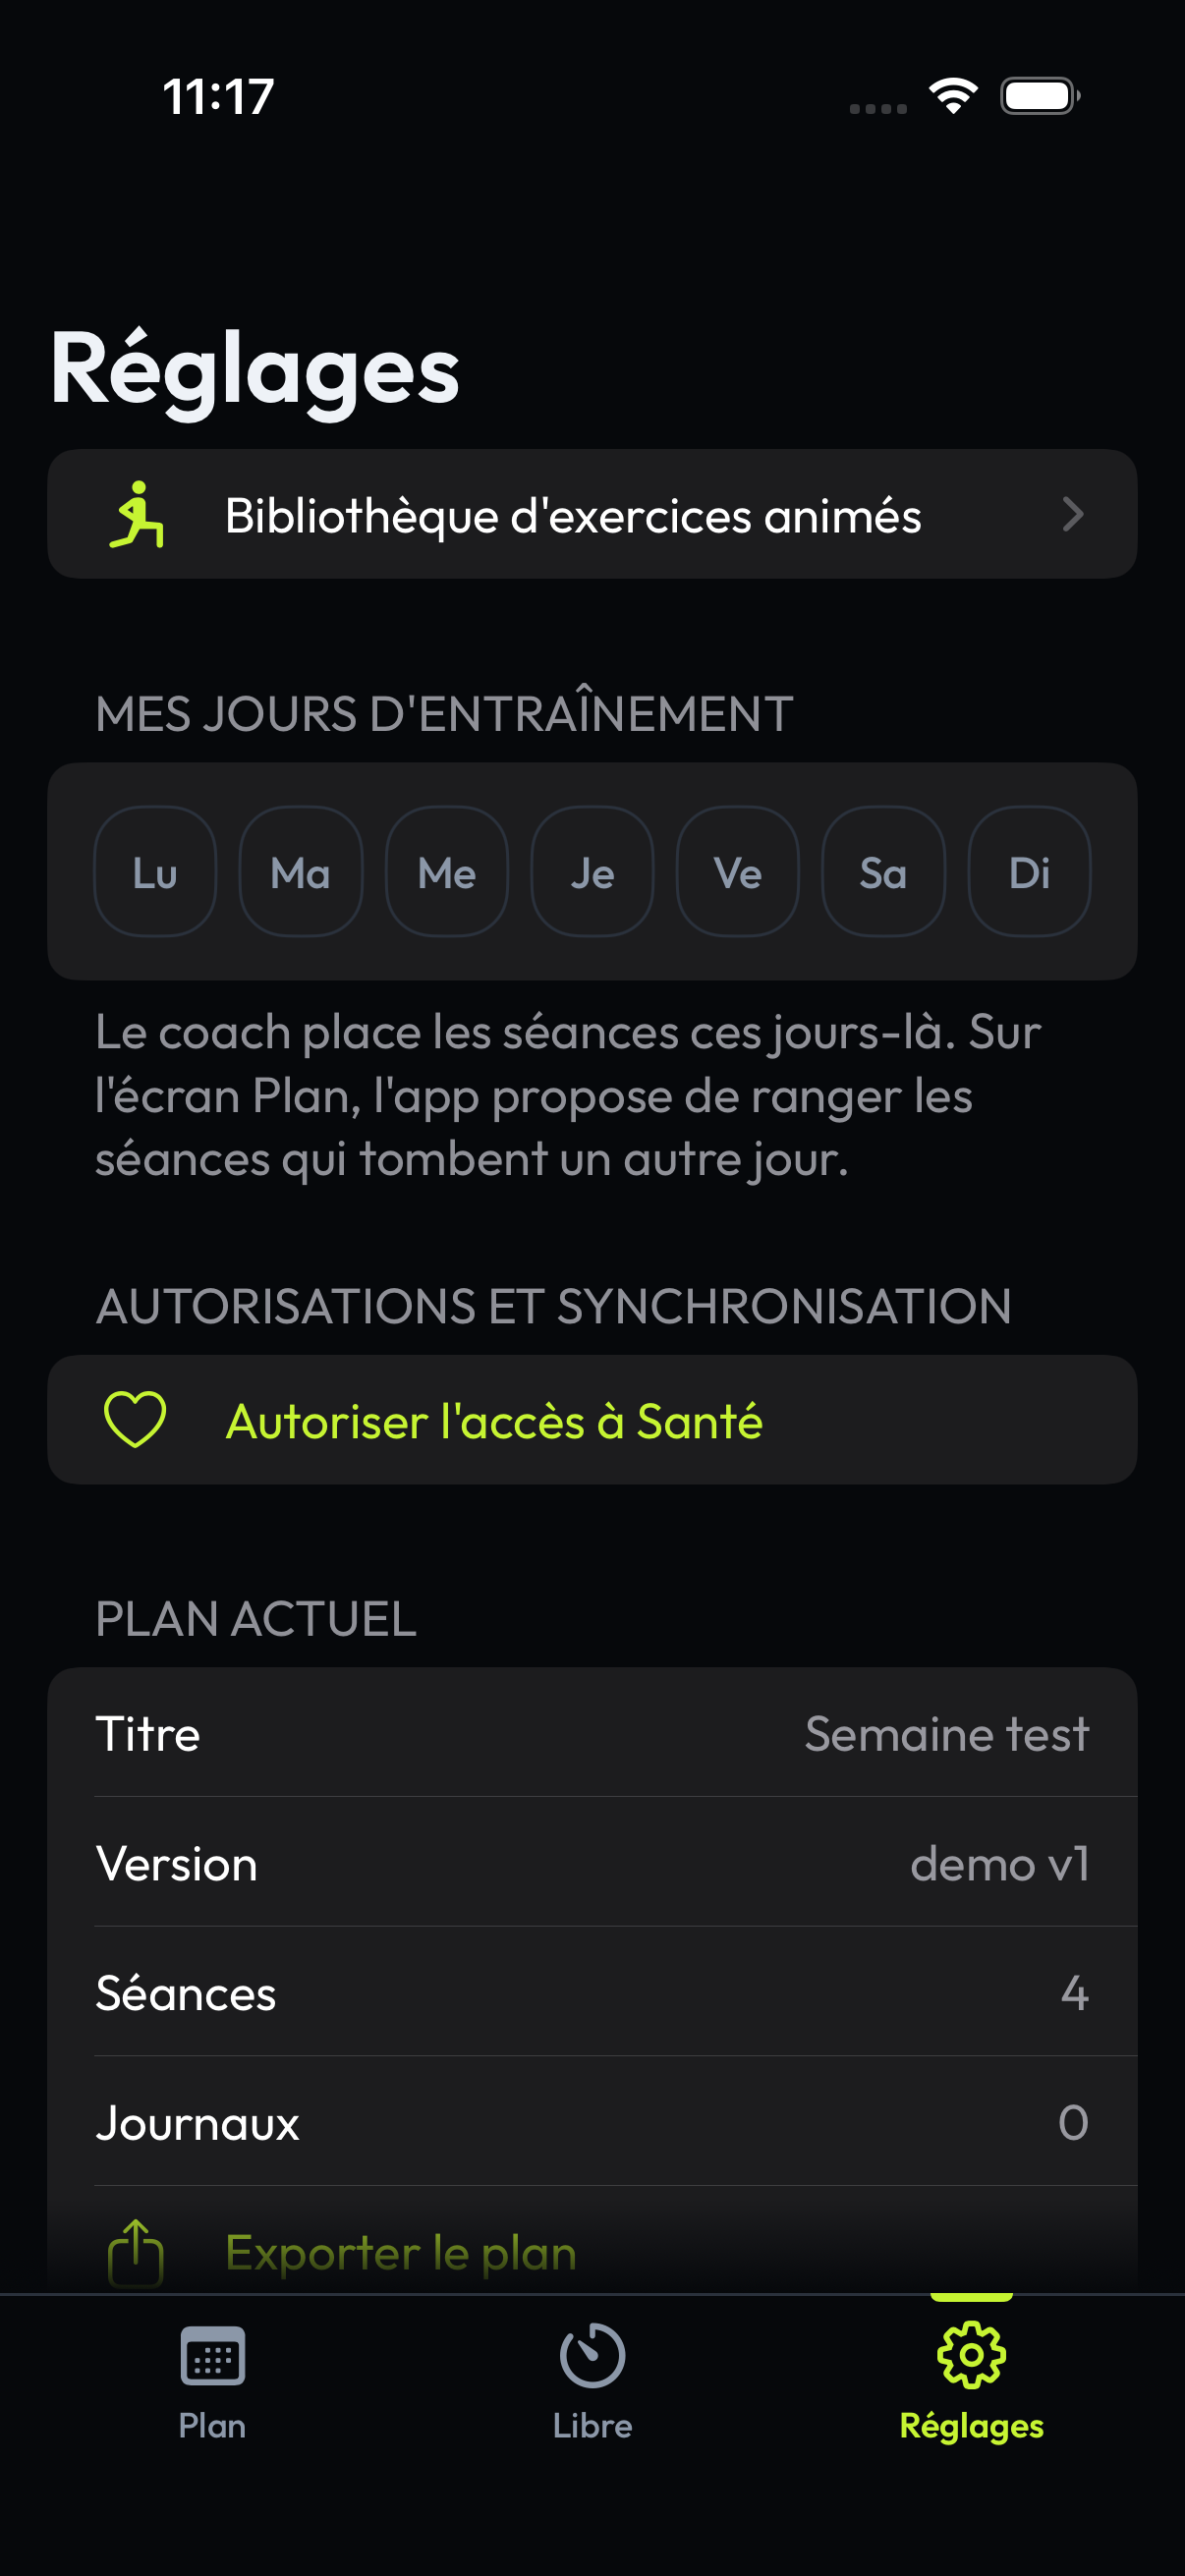 11:17
Réglages
Bibliothèque d'exercices animés
MES JOURS D'ENTRAÎNEMENT
Lu Ma Me Je Ve Sa Di
Le coach place les séances ces jours-là. Sur
l'écran Plan, l'app propose de ranger les
séances qui tombent un autre jour.
AUTORISATIONS ET SYNCHRONISATION
Autoriser l'accès à Santé
PLAN ACTUEL
Titre Semaine test
Version demo v1
Séances 4
Journaux 0
Exporter le plan
Plan Libre Réglages